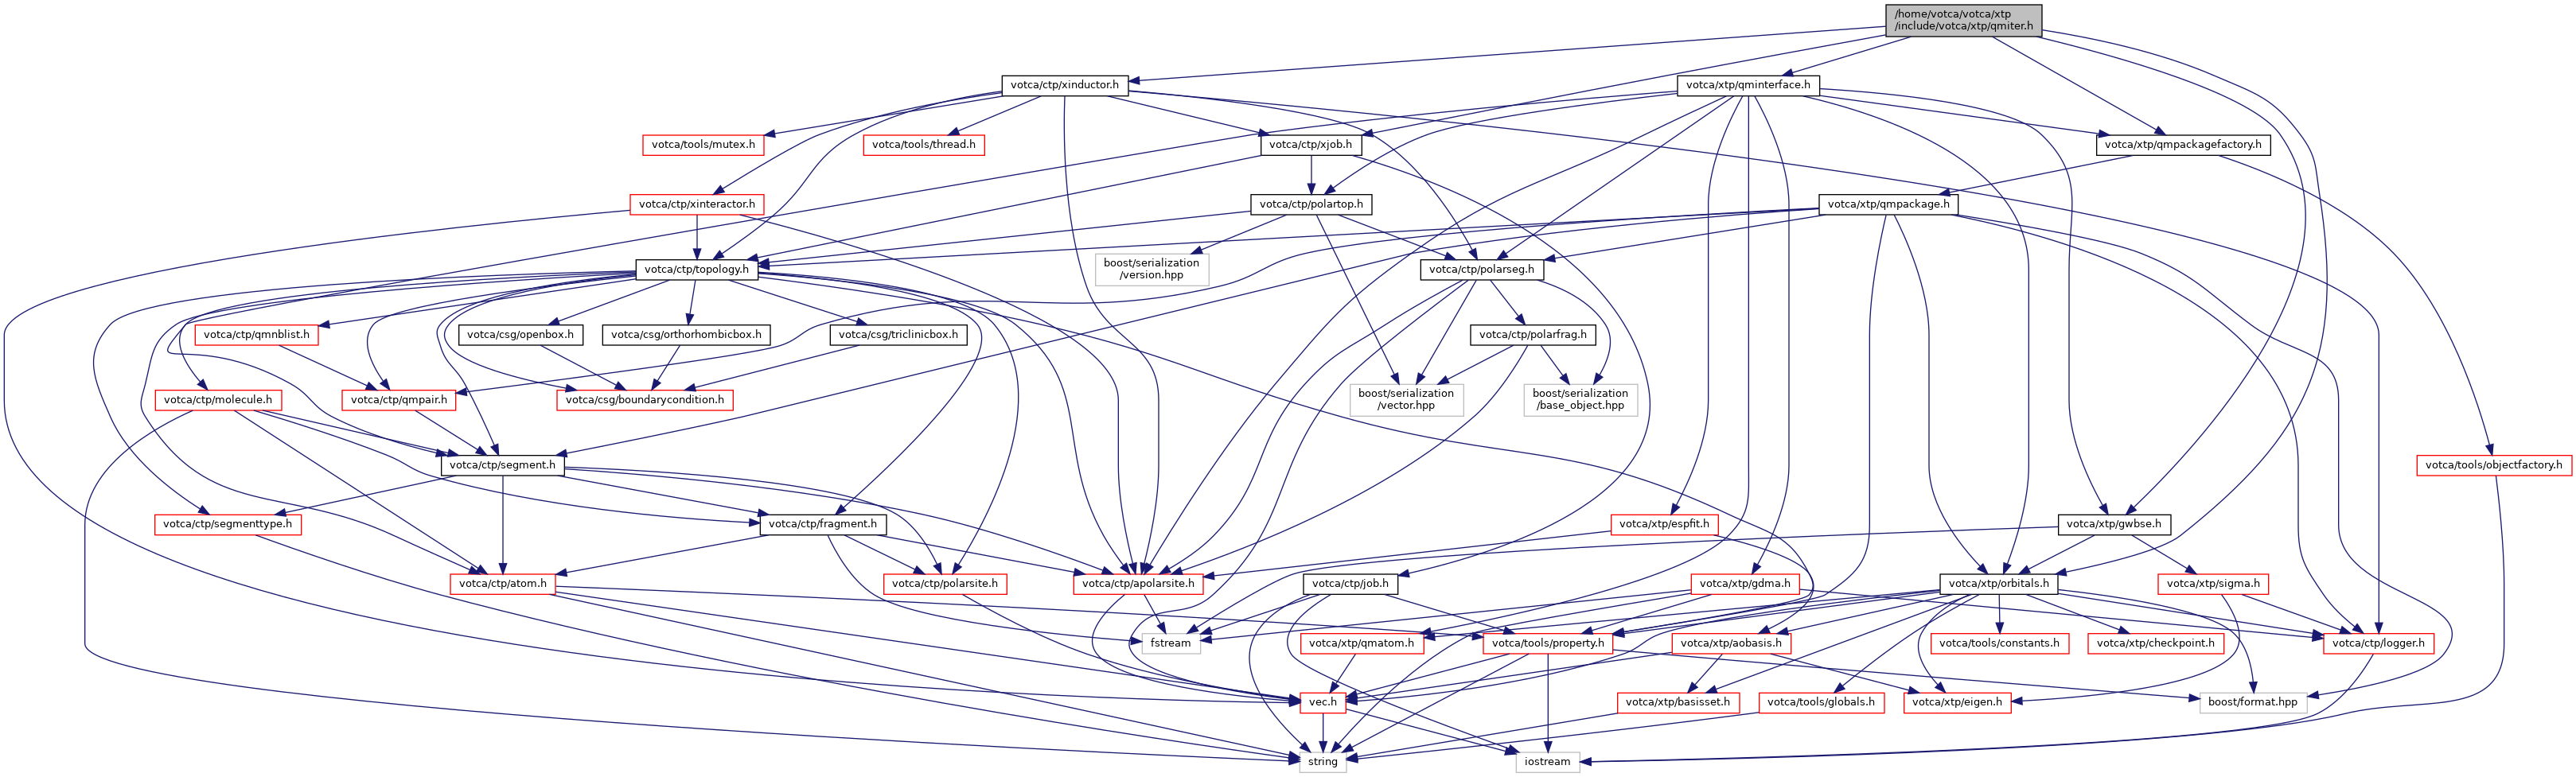 /home/votca/votca/xtp
/include/votca/xtp/qmiter.h
votca/ctp/xinductor.h
votca/xtp/qminterface.h
votca/tools/mutex.h
votca/tools/thread.h
votca/ctp/xjob.h
votca/xtp/qmpackagefactory.h
votca/ctp/xinteractor.h
votca/ctp/polartop.h
votca/xtp/qmpackage.h
votca/ctp/topology.h
boost/serialization
/version.hpp
votca/ctp/polarseg.h
votca/ctp/qmnblist.h
votca/csg/openbox.h
votca/csg/orthorhombicbox.h
votca/csg/triclinicbox.h
votca/ctp/polarfrag.h
votca/ctp/molecule.h
votca/ctp/qmpair.h
votca/csg/boundarycondition.h
boost/serialization
/vector.hpp
boost/serialization
/base_object.hpp
votca/ctp/segment.h
votca/tools/objectfactory.h
votca/ctp/segmenttype.h
votca/ctp/fragment.h
votca/xtp/espfit.h
votca/xtp/gwbse.h
votca/ctp/atom.h
votca/ctp/polarsite.h
votca/ctp/apolarsite.h
votca/ctp/job.h
votca/xtp/gdma.h
votca/xtp/orbitals.h
votca/xtp/sigma.h
fstream
votca/xtp/qmatom.h
votca/tools/property.h
votca/xtp/aobasis.h
votca/tools/constants.h
votca/xtp/checkpoint.h
votca/ctp/logger.h
vec.h
votca/xtp/basisset.h
votca/tools/globals.h
votca/xtp/eigen.h
boost/format.hpp
string
iostream